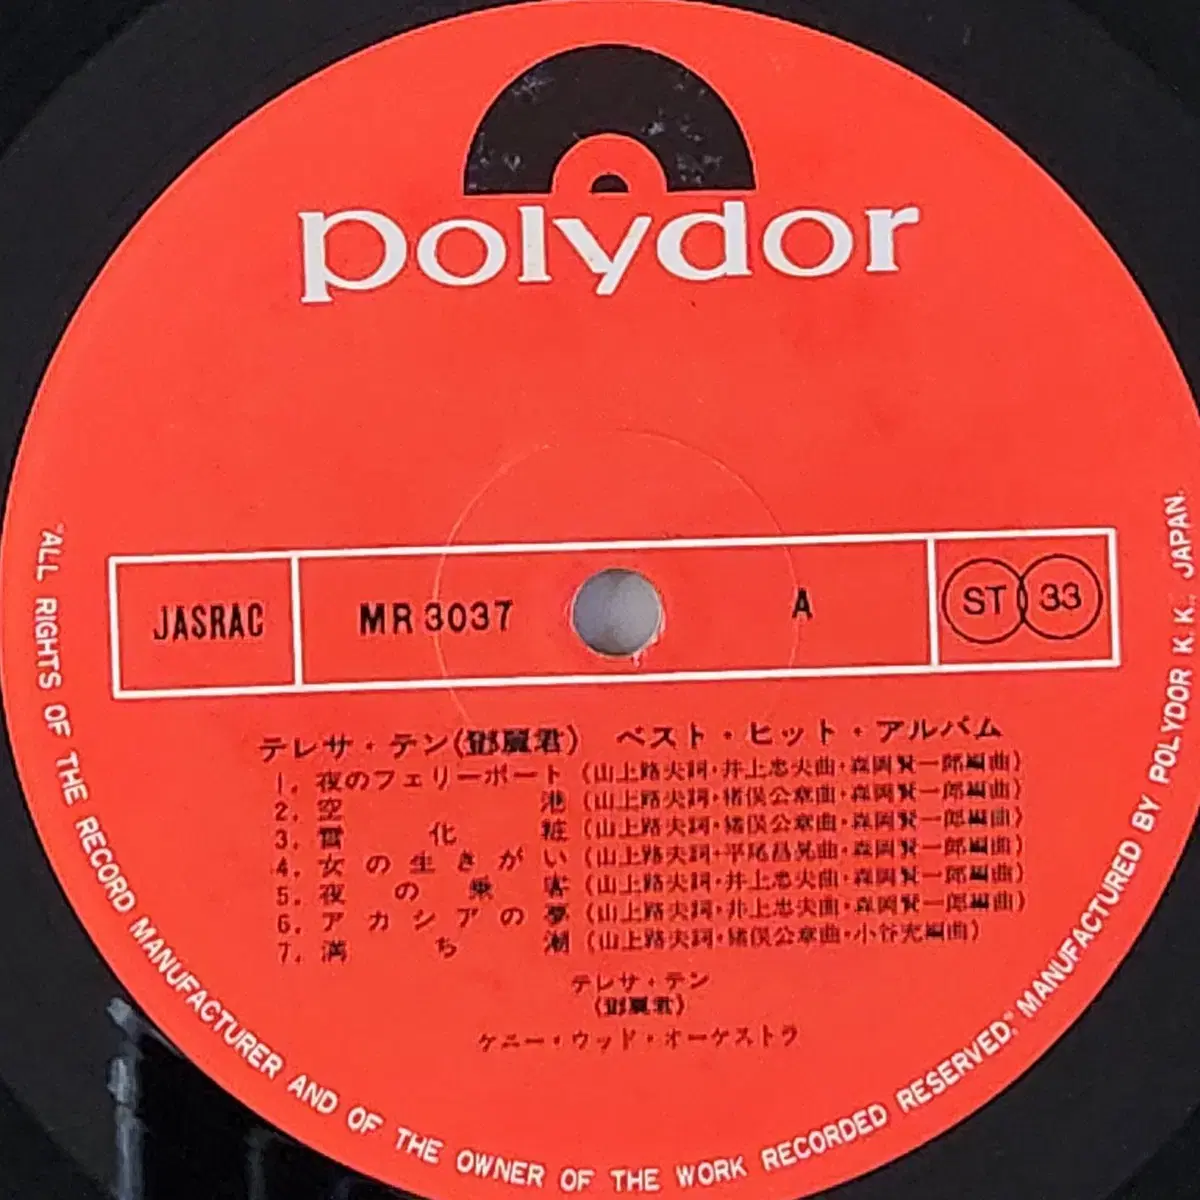 polydor
JASRAC
MR 3037
A
ST 33
テレサ・テン(鄧麗君) ベスト・ヒット・アルバム
1. 夜のフェリーボート (山上路夫詞・井上忠夫曲・森岡賢一郎編曲)
2. 空港 (山上路夫詞・猪俣公章曲・森岡賢一郎編曲)
3. 雪化粧 (山上路夫詞・猪俣公章曲・森岡賢一郎編曲)
4. 女の生きがい (山上路夫詞・平尾昌晃曲・森岡賢一郎編曲)
5. 夜の乗客 (山上路夫詞・井上忠夫曲・森岡賢一郎編曲)
6. アカシアの夢 (山上路夫詞・井上忠夫曲・森岡賢一郎編曲)
7. 満ち潮 (山上路夫詞・猪俣公章曲・小谷充編曲)
テレサ・テン
(鄧麗君)
ケニー・ウッド・オーケストラ
"ALL RIGHTS OF THE RECORD MANUFACTURER AND OF THE OWNER OF THE WORK RECORDED RESERVED." MANUFACTURED BY POLYDOR K.K., JAPAN.